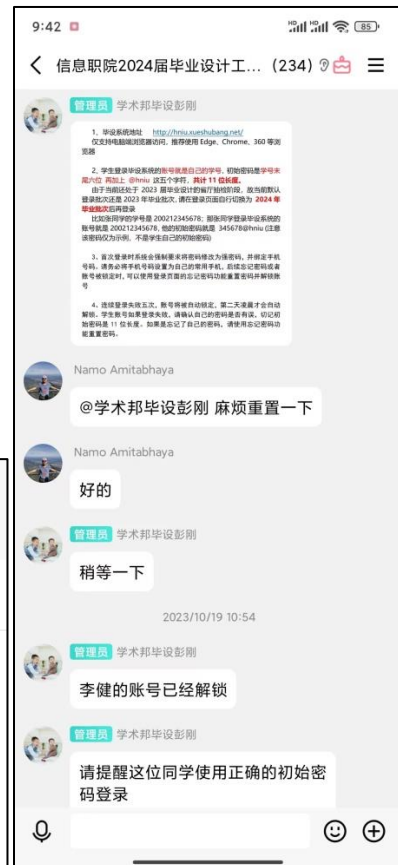 9:42
85
信息职院2024届毕业设计工... (234)
管理员 学术邦毕设彭刚
1、毕设系统地址 http://hniu.xueshubang.net/
仅支持电脑端浏览器访问,推荐使用 Edge、Chrome、360 等浏
览器
2、学生登录毕设系统的账号就是自己的学号,初始密码是学号末
尾六位 再加上 @hniu 这五个字符,共计 11 位长度。
由于当前还处于 2023 届毕业设计的省厅抽检阶段,故当前默认
登录批次还是 2023 年毕业批次,请在登录页面自行切换为 2024 年
毕业批次后再登录
比如张同学的学号是 200212345678;那张同学登录毕设系统的
账号就是 200212345678,他的初始密码就是 345678@hniu (注意
该密码仅为示例,不是学生自己的初始密码)
3、首次登录时系统会强制要求将密码修改为强密码,并绑定手机
号码。请务必将手机号码设置为自己的常用手机,后续忘记密码或者
账号被锁定时,可以使用登录页面的忘记密码功能重置密码并解锁账
号
4、连续登录失败五次,账号将被自动锁定,第二天凌晨才会自动
解锁。学生账号如果登录失败,请确认自己的密码是否有误,切记初
始密码是 11 位长度。如果是忘记了自己的密码,请使用忘记密码功
能重置密码。
Namo Amitabhaya
@学术邦毕设彭刚 麻烦重置一下
Namo Amitabhaya
好的
管理员 学术邦毕设彭刚
稍等一下
2023/10/19 10:54
管理员 学术邦毕设彭刚
李健的账号已经解锁
管理员 学术邦毕设彭刚
请提醒这位同学使用正确的初始密
码登录